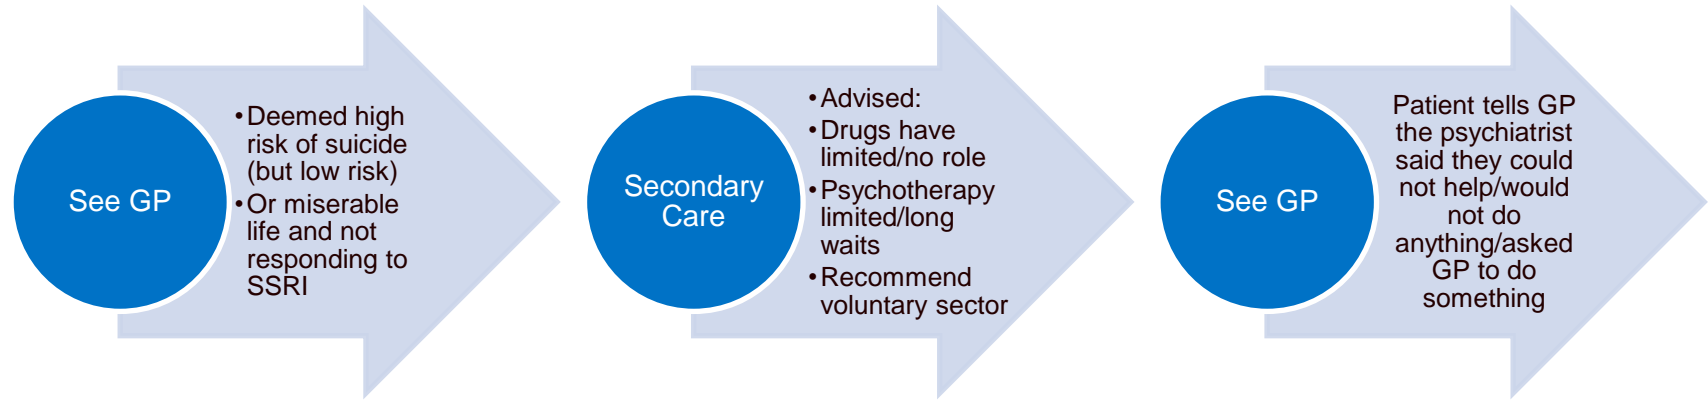 See GP
•Deemed high
risk of suicide
(but low risk)
•Or miserable
life and not
responding to
SSRI
Secondary
Care
•Advised:
•Drugs have
limited/no role
•Psychotherapy
limited/long
waits
•Recommend
voluntary sector
See GP
Patient tells GP
the psychiatrist
said they could
not help/would
not do
anything/asked
GP to do
something